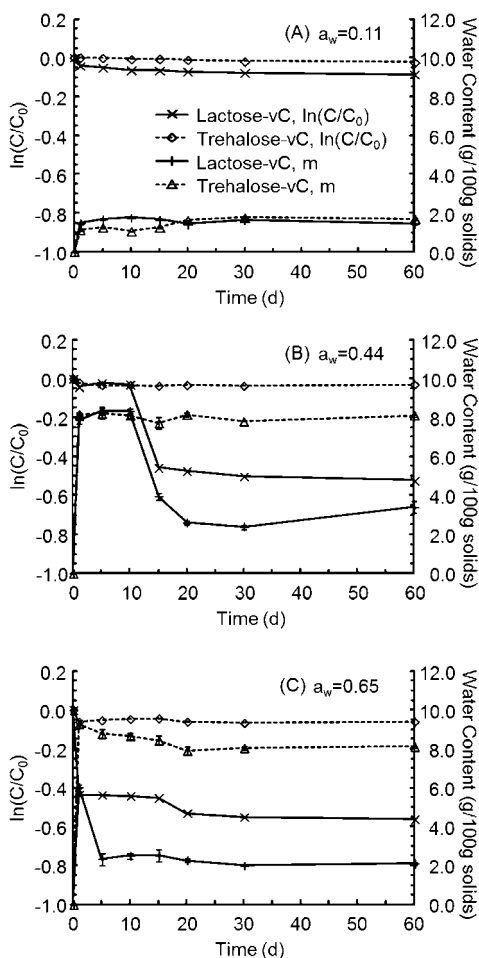 (A) a_w=0.11
0.2
0.0
-0.2
-0.4
-0.6
-0.8
-1.0
ln(C/C₀)
Lactose-vC, ln(C/C₀)
Trehalose-vC, ln(C/C₀)
Lactose-vC, m
Trehalose-vC, m
12.0
10.0
8.0
6.0
4.0
2.0
0.0
Water Content (g/100g solids)
0 10 20 30 40 50 60
Time (d)
(B) a_w=0.44
0.2
0.0
-0.2
-0.4
-0.6
-0.8
-1.0
ln(C/C₀)
12.0
10.0
8.0
6.0
4.0
2.0
0.0
Water Content (g/100g solids)
0 10 20 30 40 50 60
Time (d)
(C) a_w=0.65
0.2
0.0
-0.2
-0.4
-0.6
-0.8
-1.0
ln(C/C₀)
12.0
10.0
8.0
6.0
4.0
2.0
0.0
Water Content (g/100g solids)
0 10 20 30 40 50 60
Time (d)